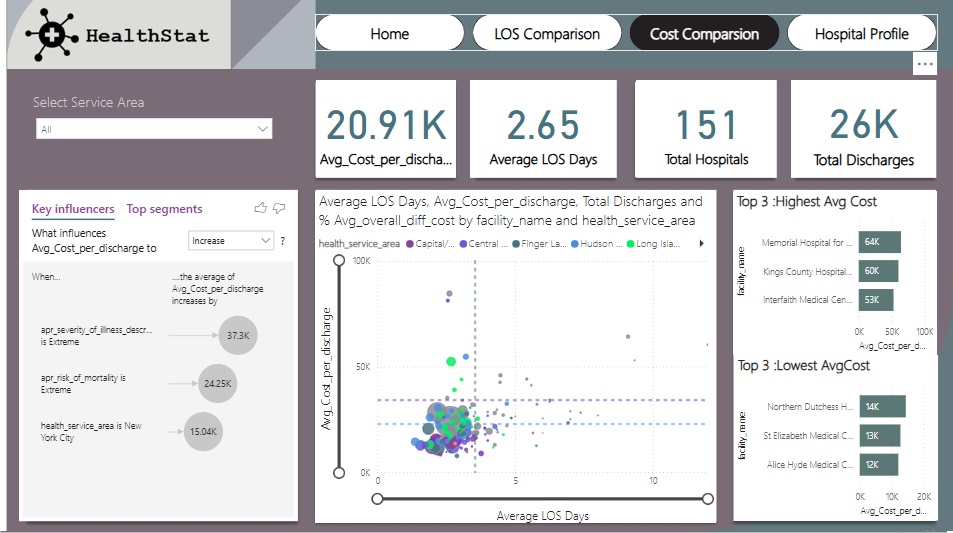 HealthStat
Home
LOS Comparison
Cost Comparsion
Hospital Profile
...
Select Service Area
All
20.91K
Avg_Cost_per_discha...
2.65
Average LOS Days
151
Total Hospitals
26K
Total Discharges
Key influencers
Top segments
What influences
Avg_Cost_per_discharge to
Increase
?
When...
....the average of
Avg_Cost_per_discharge
increases by
apr_severity_of_illness_descr...
is Extreme
37.3K
apr_risk_of_mortality is
Extreme
24.25K
health_service_area is New
York City
15.04K
Average LOS Days, Avg_Cost_per_discharge, Total Discharges and
% Avg_overall_diff_cost by facility_name and health_service_area
health_service_area
Capital/...
Central ...
Finger La...
Hudson ...
Long Isla...
100K
50K
0K
Avg_Cost_per_discharge
0
5
10
Average LOS Days
Top 3 :Highest Avg Cost
facility_name
Memorial Hospital for ...
64K
Kings County Hospital...
60K
Interfaith Medical Cen...
53K
0K
50K
100K
Avg_Cost_per_d...
Top 3 :Lowest AvgCost
facility_name
Northern Dutchess H...
14K
St Elizabeth Medical C...
13K
Alice Hyde Medical C...
12K
0K
10K
20K
Avg_Cost_per_d...